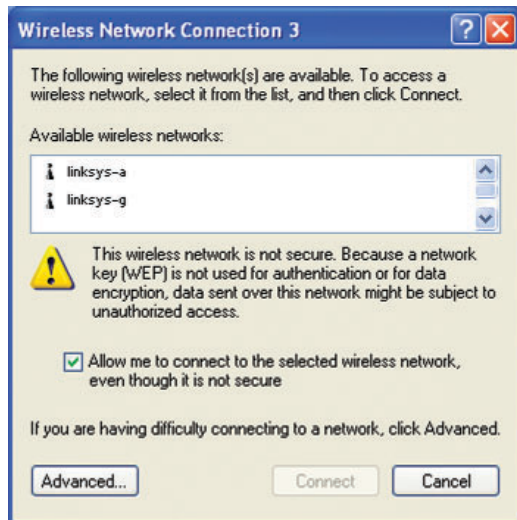 Wireless Network Connection 3
The following wireless network(s) are available. To access a
wireless network, select it from the list, and then click Connect.
Available wireless networks:
linksys-a
linksys-g
This wireless network is not secure. Because a network
key (WEP) is not used for authentication or for data
encryption, data sent over this network might be subject to
unauthorized access.
Allow me to connect to the selected wireless network,
even though it is not secure
If you are having difficulty connecting to a network, click Advanced.
Advanced... Connect Cancel